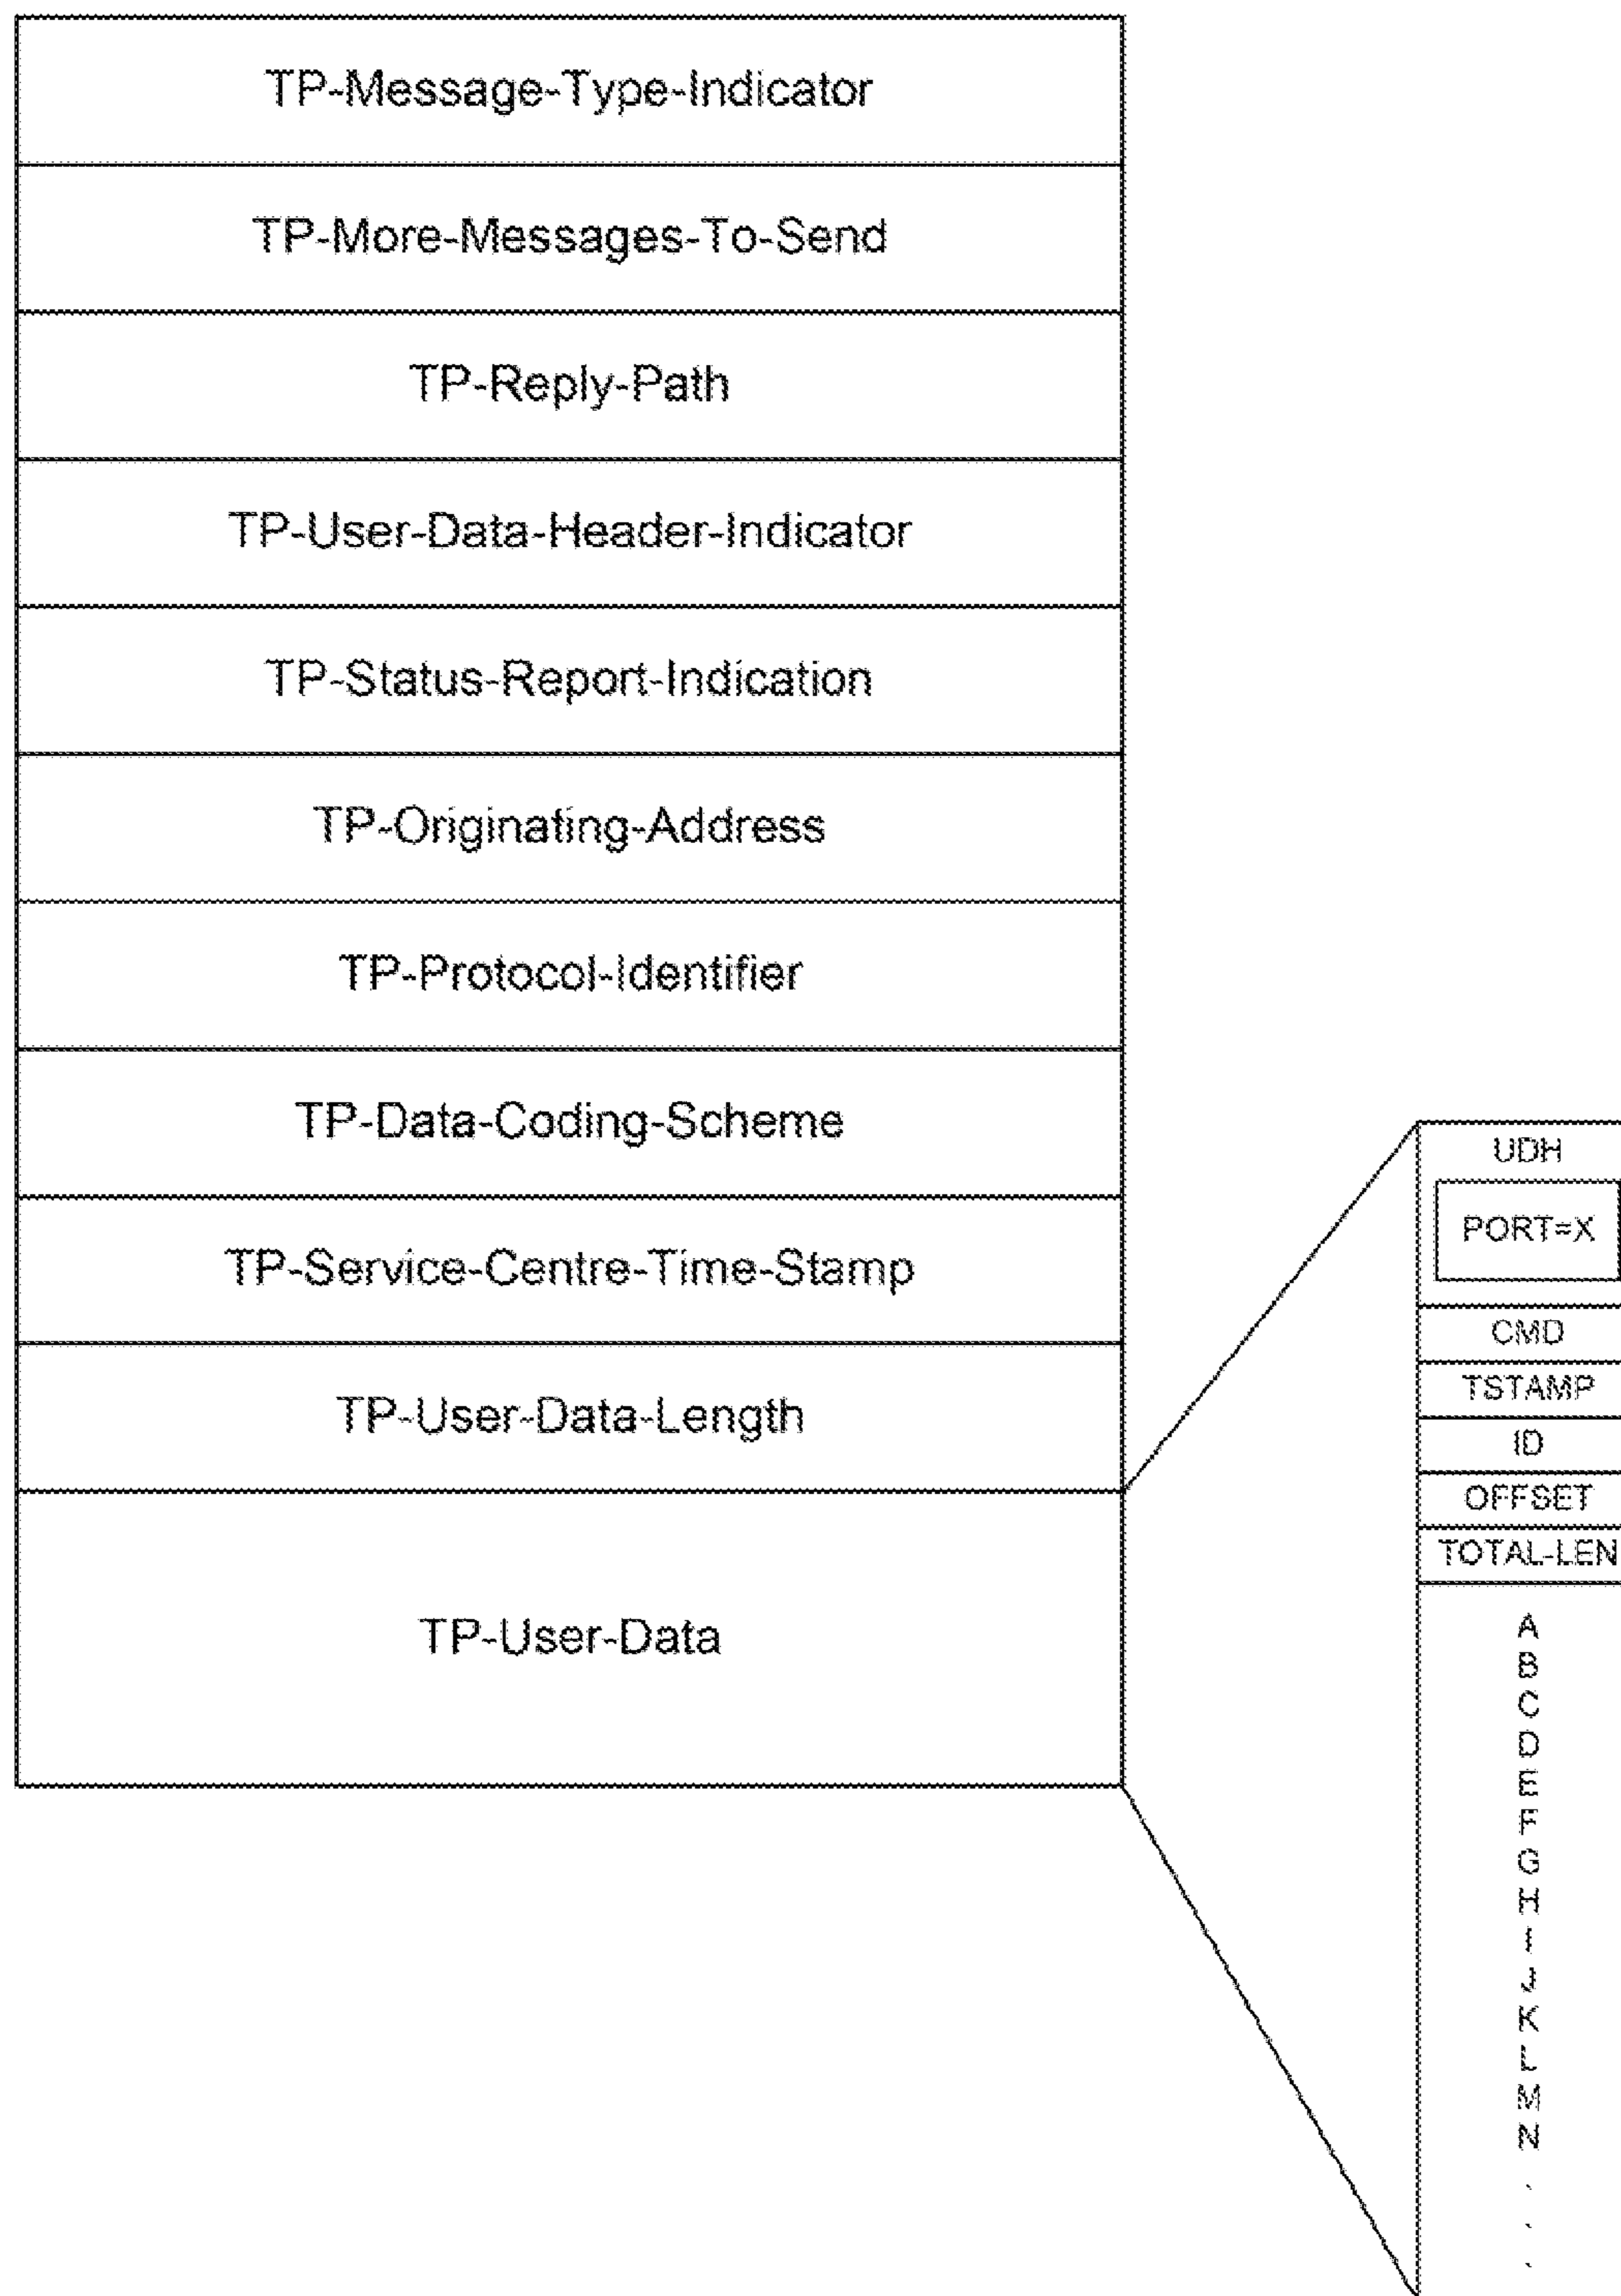 TP-Message-Type-Indicator
TP-More-Messages-To-Send
TP-Reply-Path
TP-User-Data-Header-Indicator
TP-Status-Report-Indication
TP-Originating-Address
TP-Protocol-Identifier
TP-Data-Coding-Scheme
TP-Service-Centre-Time-Stamp
TP-User-Data-Length
TP-User-Data
UDH
PORT=X
CMD
TSTAMP
ID
OFFSET
TOTAL-LEN
A
B
C
D
E
F
G
H
I
J
K
L
M
N
.
.
.